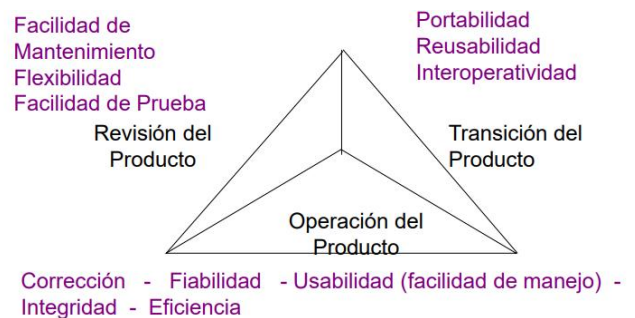 Facilidad de
Mantenimiento
Flexibilidad
Facilidad de Prueba
Portabilidad
Reusabilidad
Interoperatividad
Revisión del
Producto
Transición del
Producto
Operación del
Producto
Corrección - Fiabilidad - Usabilidad (facilidad de manejo) -
Integridad - Eficiencia